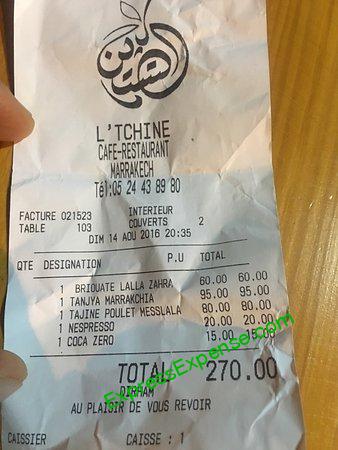 L'TCHINE
CAFE-RESTAURANT
MARRAKECH
Tél:05 24 43 89 80
FACTURE 021523 INTERIEUR
TABLE 103 COUVERTS 2
DIM 14 AOU 2016 20:35
QTE DESIGNATION P.U TOTAL
1 BRIOUATE LALLA ZAHRA 60.00 60.00
1 TANJYA MARRAKCHIA 95.00 95.00
1 TAJINE POULET MESSLALA 80.00 80.00
1 NESPRESSO 20.00 20.00
1 COCA ZERO 15.00 15.00
TOTAL 270.00
DIRHAM
AU PLAISIR DE VOUS REVOIR
CAISSIER CAISSE : 1
ExpressExpense.com